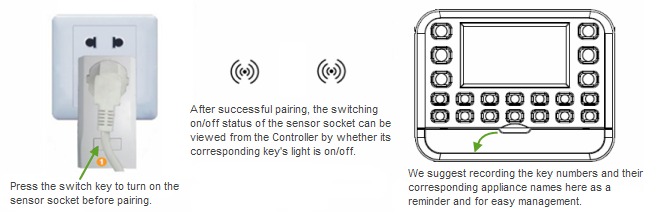 1
Press the switch key to turn on the
sensor socket before pairing.
After successful pairing, the switching
on/off status of the sensor socket can be
viewed from the Controller by whether its
corresponding key's light is on/off.
We suggest recording the key numbers and their
corresponding appliance names here as a
reminder and for easy management.